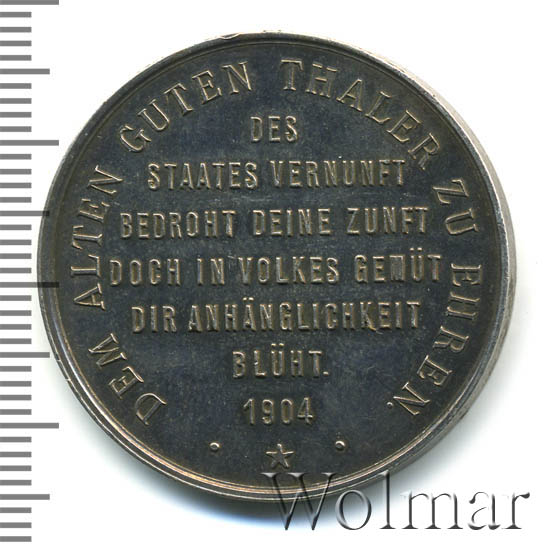 DEM ALTEN GUTEN THALER ZU EHREN.
DES
STAATES VERNUNFT
BEDROHT DEINE ZUNFT
DOCH IN VOLKES GEMÜT
DIR ANHÄNGLICHKEIT
BLÜHT.
1904
Wolmar